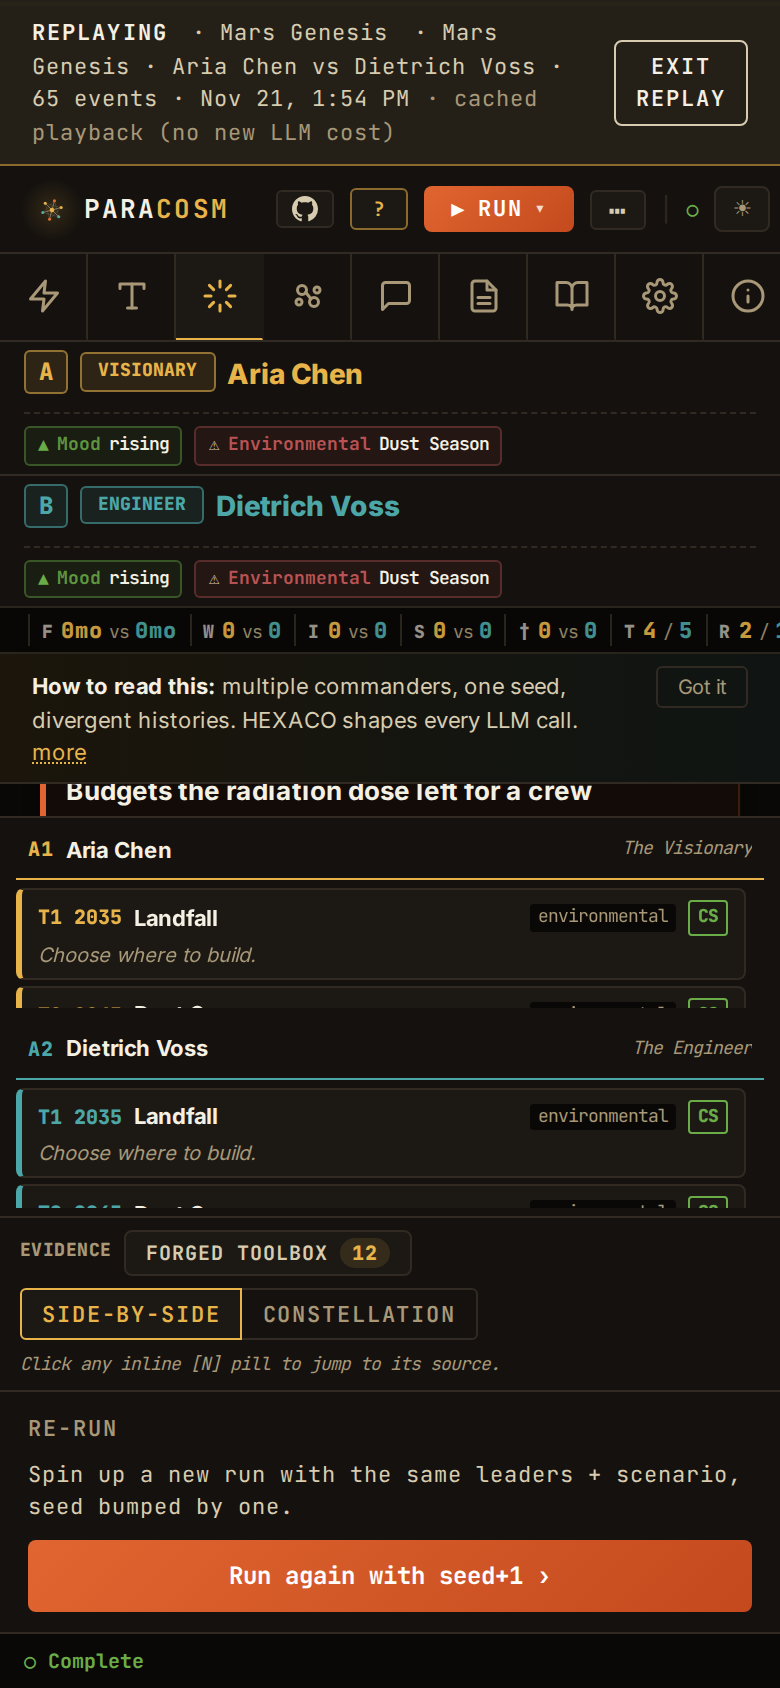 REPLAYING · Mars Genesis · Mars
Genesis · Aria Chen vs Dietrich Voss ·
65 events · Nov 21, 1:54 PM · cached
playback (no new LLM cost)
EXIT
REPLAY
PARACOSM
?
▶ RUN ▾
…
A VISIONARY Aria Chen
▲ Mood rising ⚠ Environmental Dust Season
B ENGINEER Dietrich Voss
▲ Mood rising ⚠ Environmental Dust Season
F 0mo vs 0mo W 0 vs 0 I 0 vs 0 S 0 vs 0 † 0 vs 0 T 4 / 5 R 2 /
How to read this: multiple commanders, one seed,
divergent histories. HEXACO shapes every LLM call.
more
Got it
Budgets the radiation dose left for a crew
A1 Aria Chen The Visionary
T1 2035 Landfall environmental CS
Choose where to build.
A2 Dietrich Voss The Engineer
T1 2035 Landfall environmental CS
Choose where to build.
EVIDENCE FORGED TOOLBOX 12
SIDE-BY-SIDE CONSTELLATION
Click any inline [N] pill to jump to its source.
RE-RUN
Spin up a new run with the same leaders + scenario,
seed bumped by one.
Run again with seed+1 ›
Complete